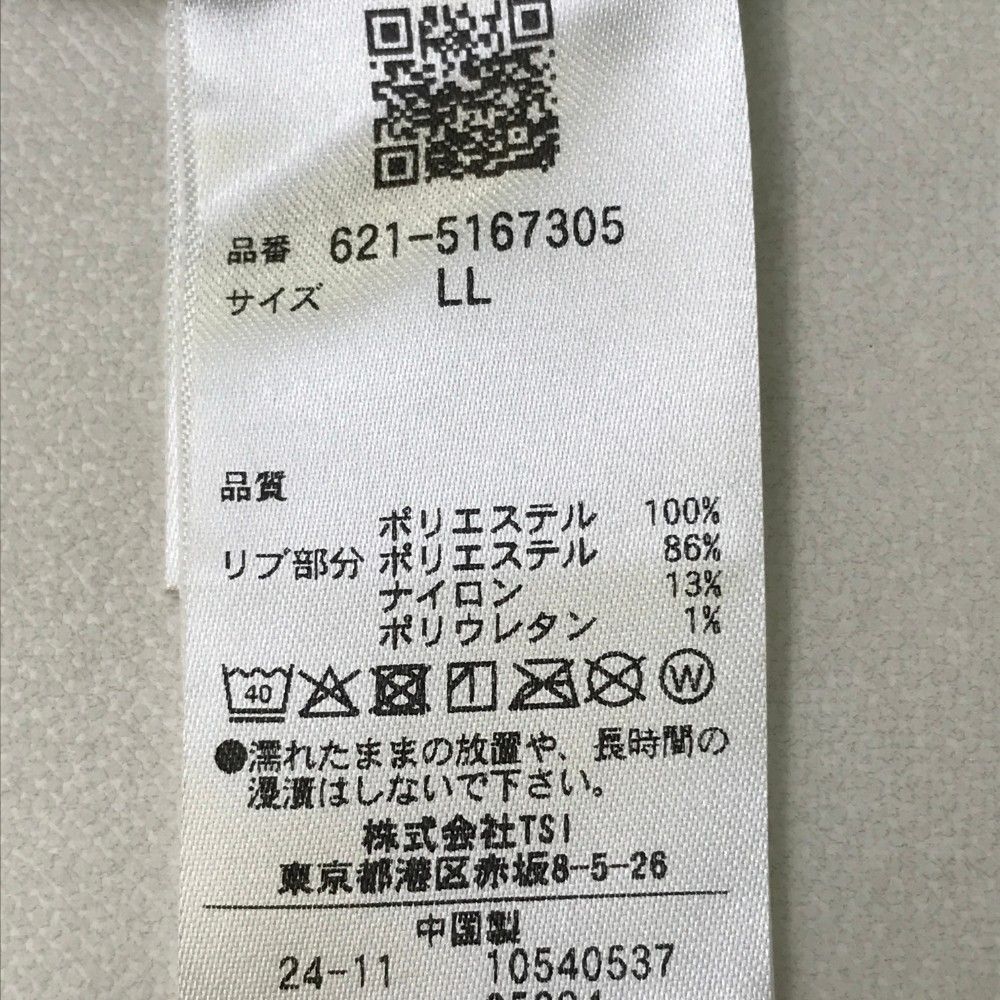 品番 621-5167305
サイズ LL
品質
ポリエステル 100%
リブ部分 ポリエステル 86%
ナイロン 13%
ポリウレタン 1%
40
W
●濡れたままの放置や、長時間の
浸漬はしないで下さい。
株式会社TSI
東京都港区赤坂8-5-26
中国製
24-11 10540537